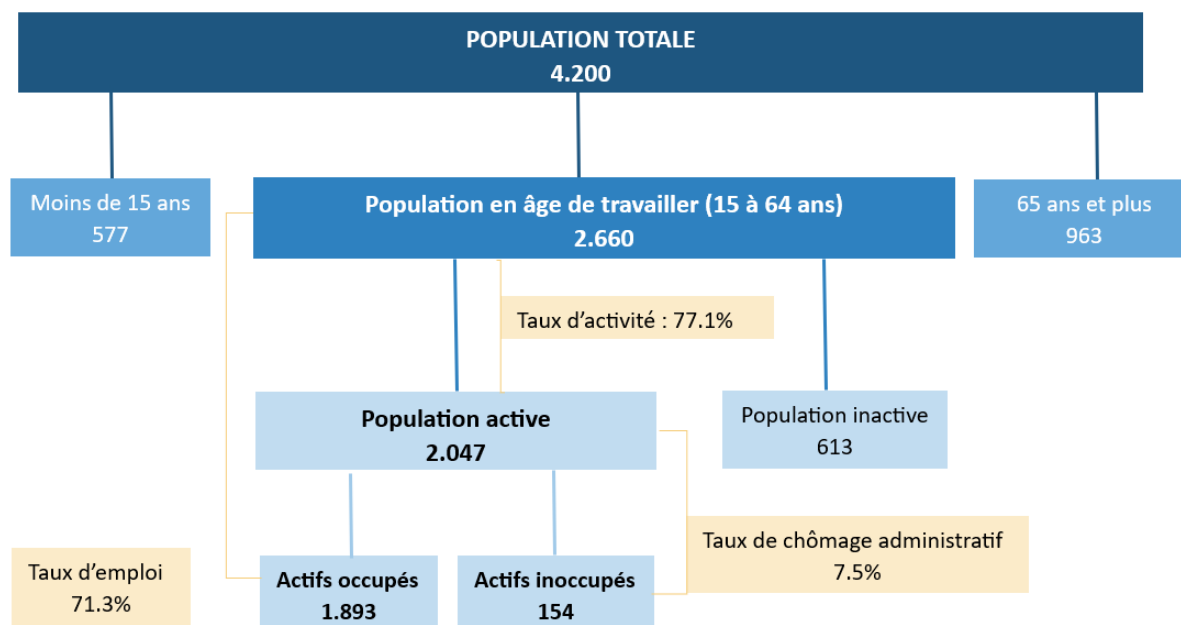 POPULATION TOTALE
4.200
Moins de 15 ans
577
Population en âge de travailler (15 à 64 ans)
2.660
65 ans et plus
963
Taux d’activité : 77.1%
Population active
2.047
Population inactive
613
Taux de chômage administratif
7.5%
Taux d’emploi
71.3%
Actifs occupés
1.893
Actifs inoccupés
154